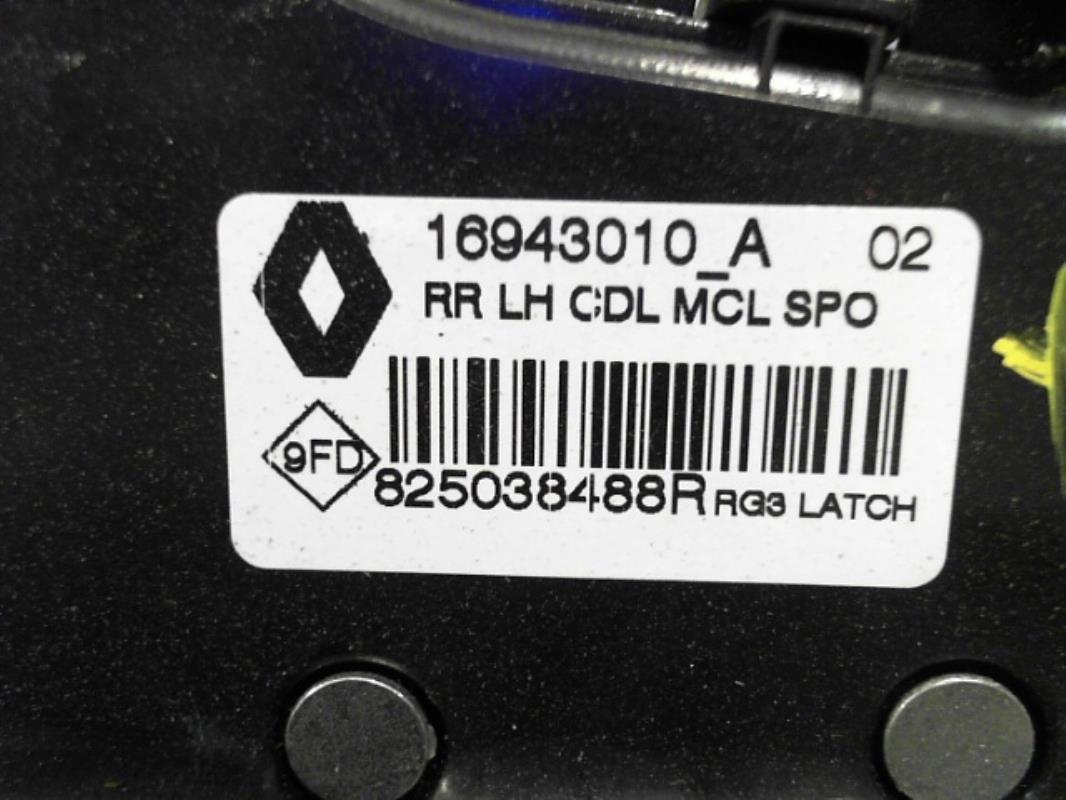 16943010_A 02
RR LH CDL MCL SPO
9FD
825038488R RG3 LATCH